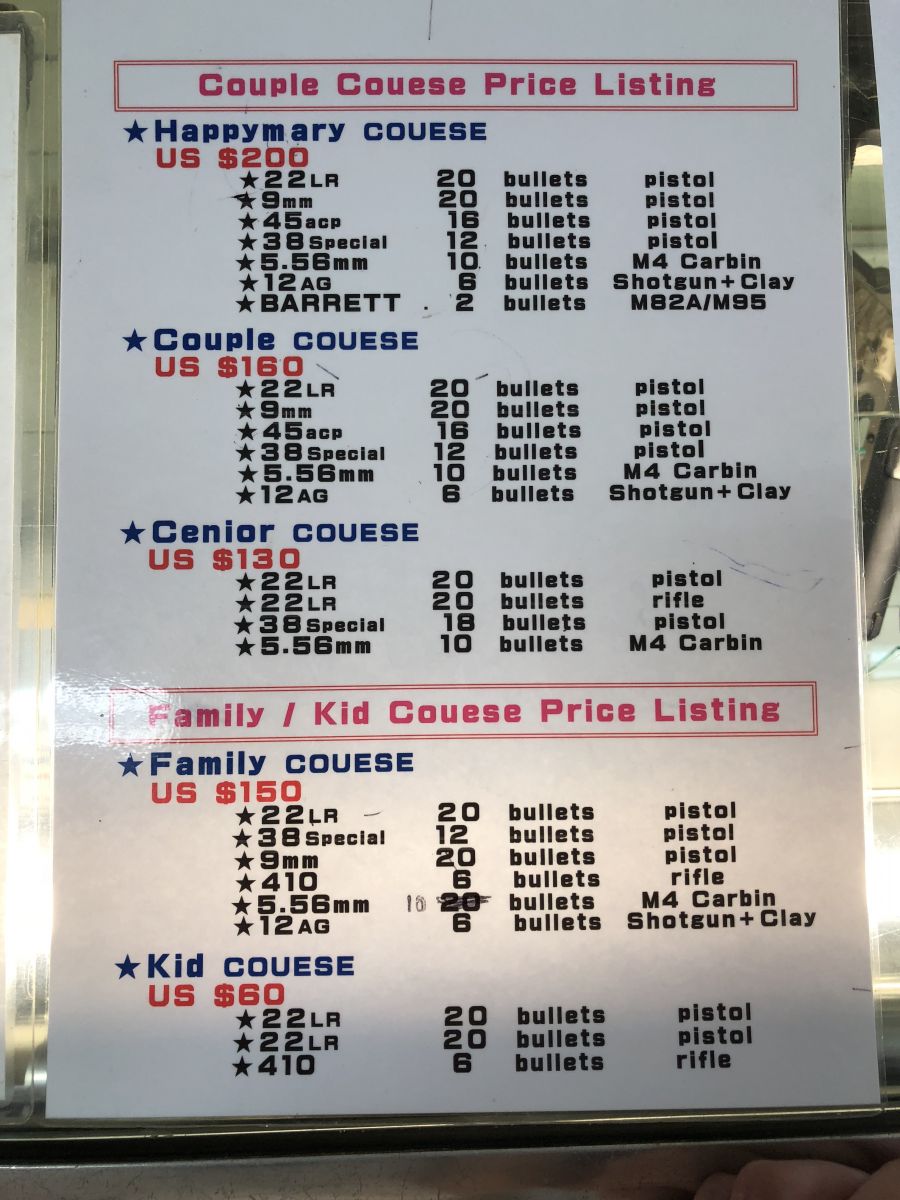 Couple Couese Price Listing
★Happymary COUESE
US $200
★22LR 20 bullets pistol
★9mm 20 bullets pistol
★45acp 16 bullets pistol
★38Special 12 bullets pistol
★5.56mm 10 bullets M4 Carbin
★12AG 6 bullets Shotgun+Clay
★BARRETT 2 bullets M82A/M95
★Couple COUESE
US $160
★22LR 20 bullets pistol
★9mm 20 bullets pistol
★45acp 16 bullets pistol
★38Special 12 bullets pistol
★5.56mm 10 bullets M4 Carbin
★12AG 6 bullets Shotgun+Clay
★Cenior COUESE
US $130
★22LR 20 bullets pistol
★22LR 20 bullets rifle
★38Special 18 bullets pistol
★5.56mm 10 bullets M4 Carbin
Family / Kid Couese Price Listing
★Family COUESE
US $150
★22LR 20 bullets pistol
★38Special 12 bullets pistol
★9mm 20 bullets pistol
★410 6 bullets rifle
★5.56mm 10 20 bullets M4 Carbin
★12AG 6 bullets Shotgun+Clay
★Kid COUESE
US $60
★22LR 20 bullets pistol
★22LR 20 bullets pistol
★410 6 bullets rifle